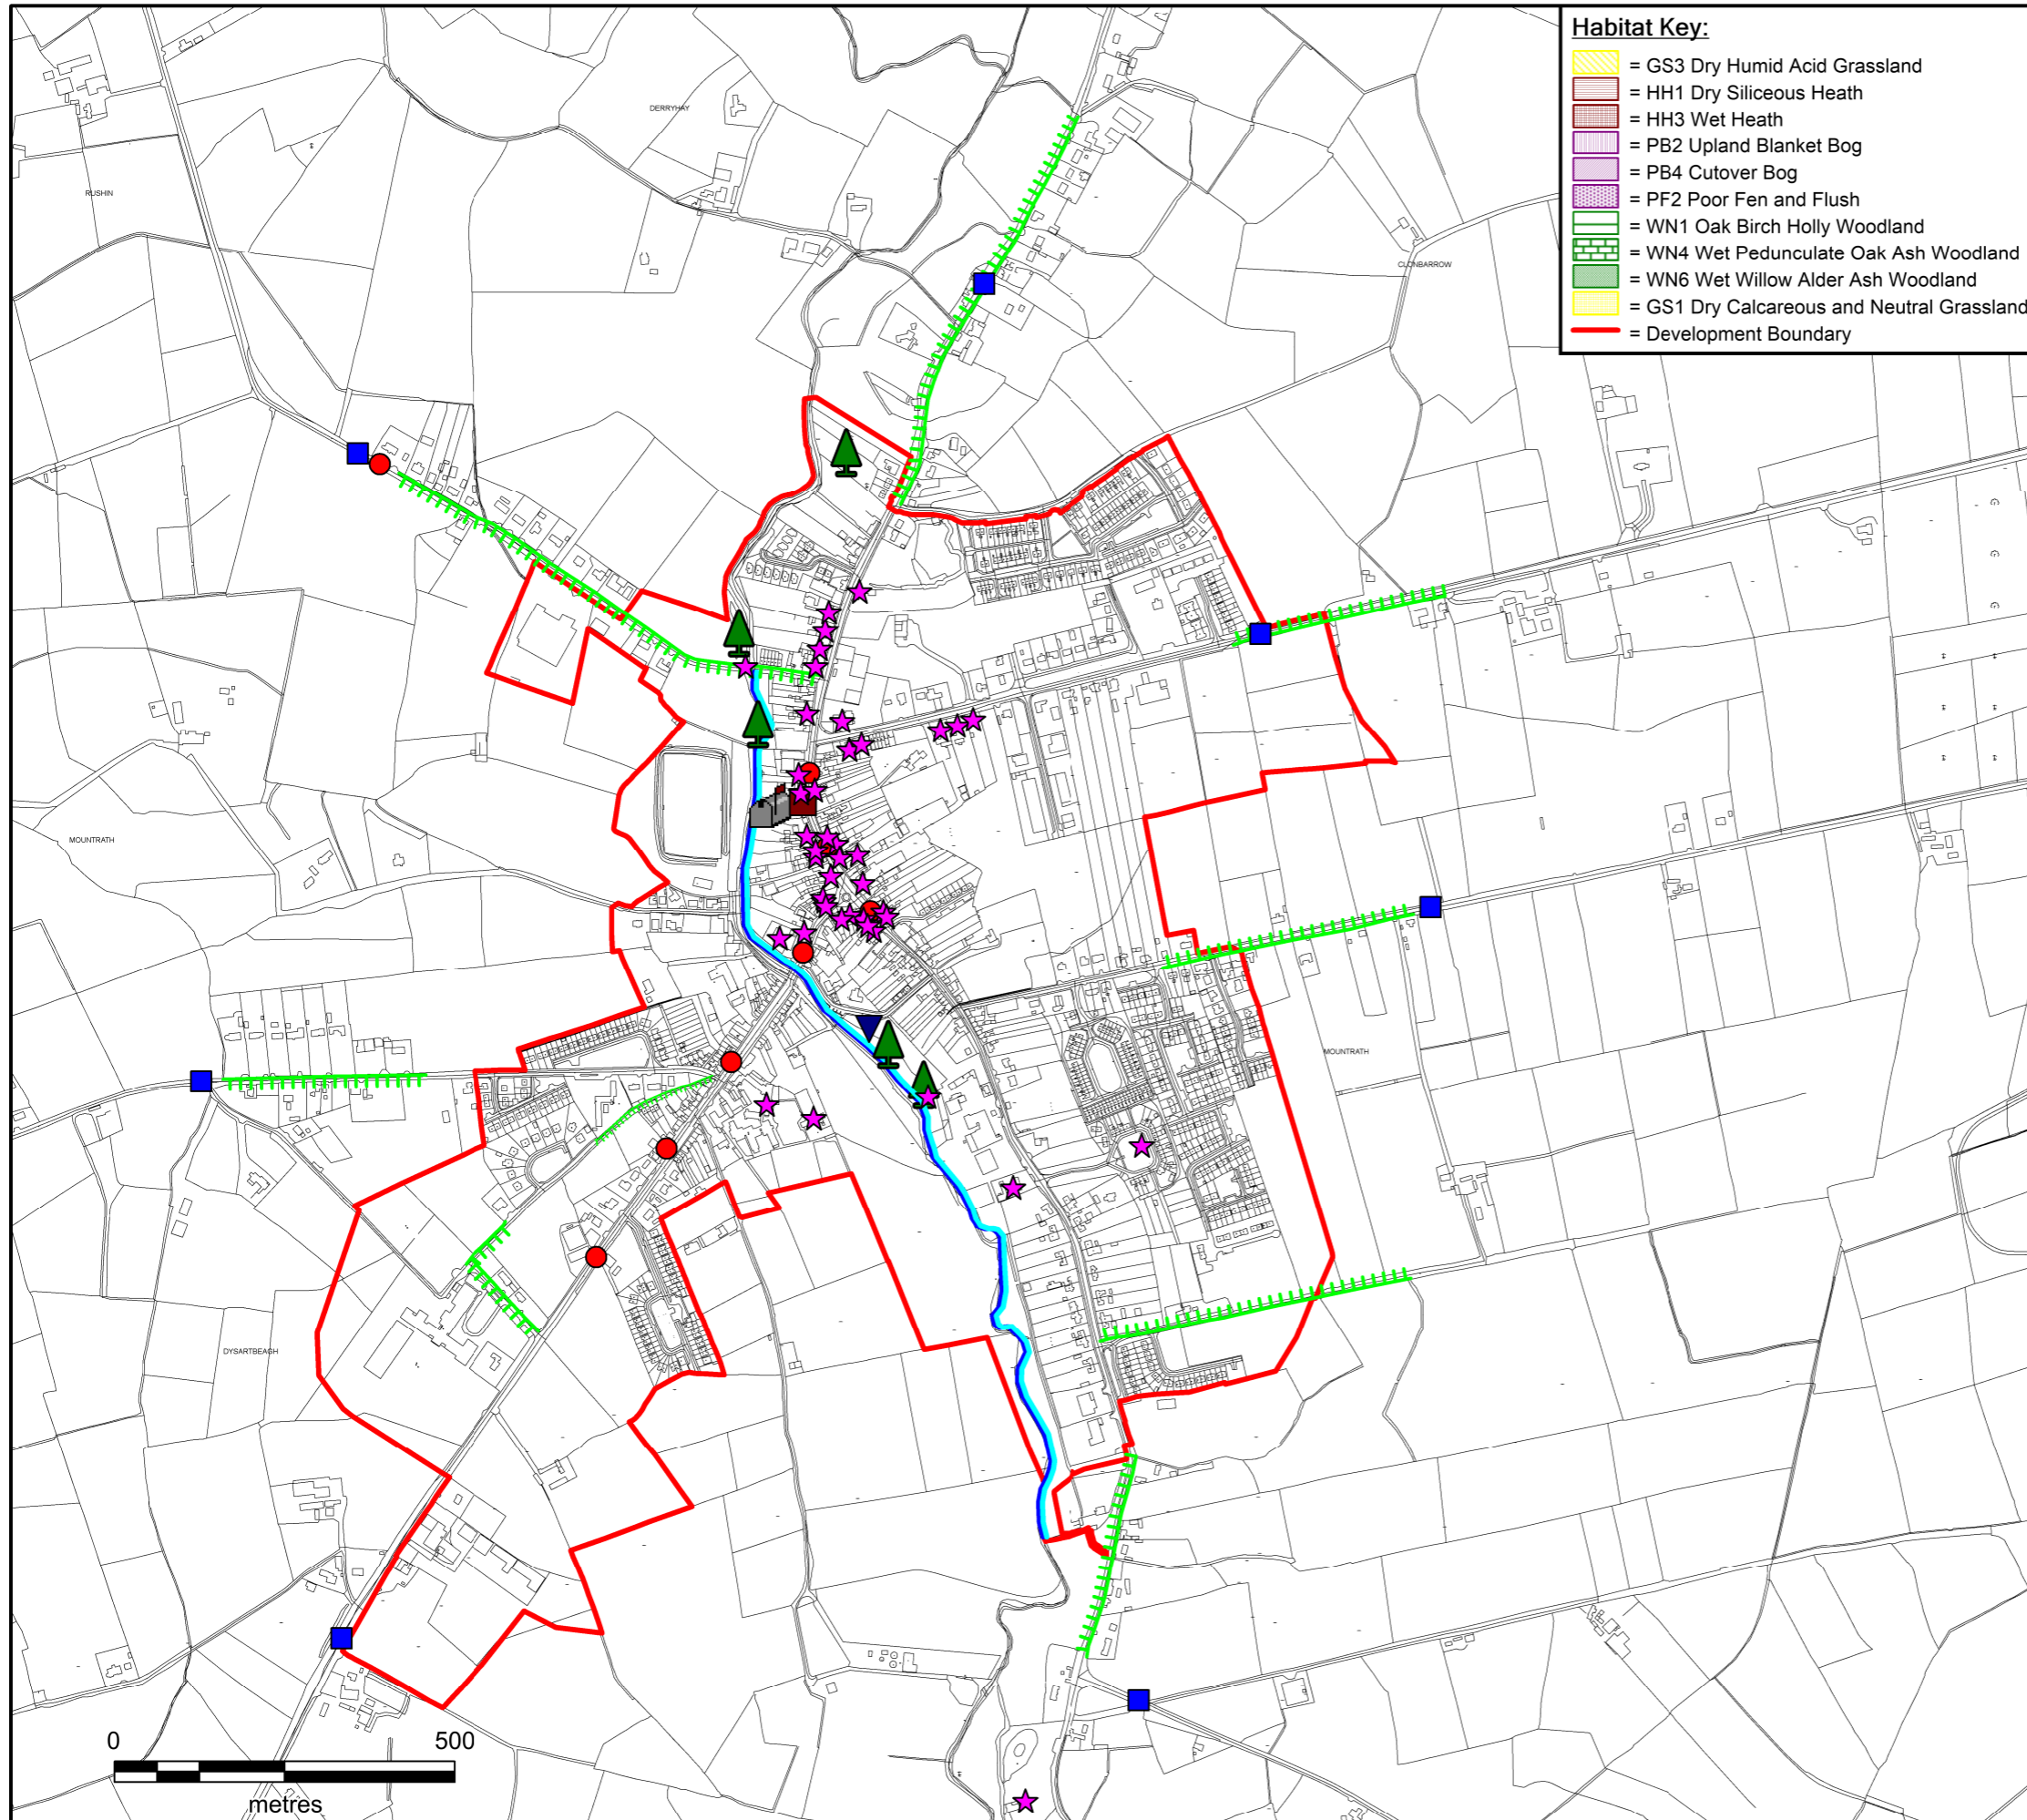 Habitat Key:
= GS3 Dry Humid Acid Grassland
= HH1 Dry Siliceous Heath
= HH3 Wet Heath
= PB2 Upland Blanket Bog
= PB4 Cutover Bog
= PF2 Poor Fen and Flush
= WN1 Oak Birch Holly Woodland
= WN4 Wet Pedunculate Oak Ash Woodland
= WN6 Wet Willow Alder Ash Woodland
= GS1 Dry Calcareous and Neutral Grassland
= Development Boundary
DERRYHAY
RUSHIN
CLONBARROW
MOUNTRATH
MOUNTRATH
DYSARTBEAGH
0 500
metres